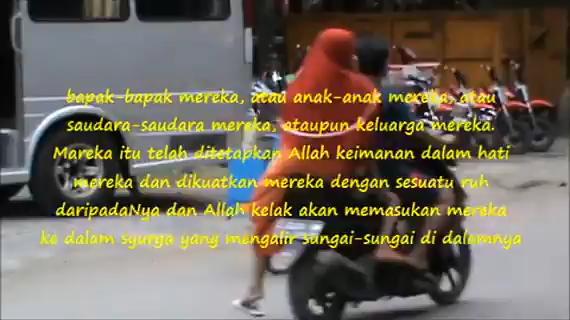 bapak-bapak mereka, atau anak-anak mereka, atau
saudara-saudara mereka, ataupun keluarga mereka.
Mareka itu telah ditetapkan Allah keimanan dalam hati
mereka dan dikuatkan mereka dengan sesuatu ruh
daripadaNya dan Allah kelak akan memasukan mereka
ke dalam syurga yang mengalir sungai-sungai di dalamnya